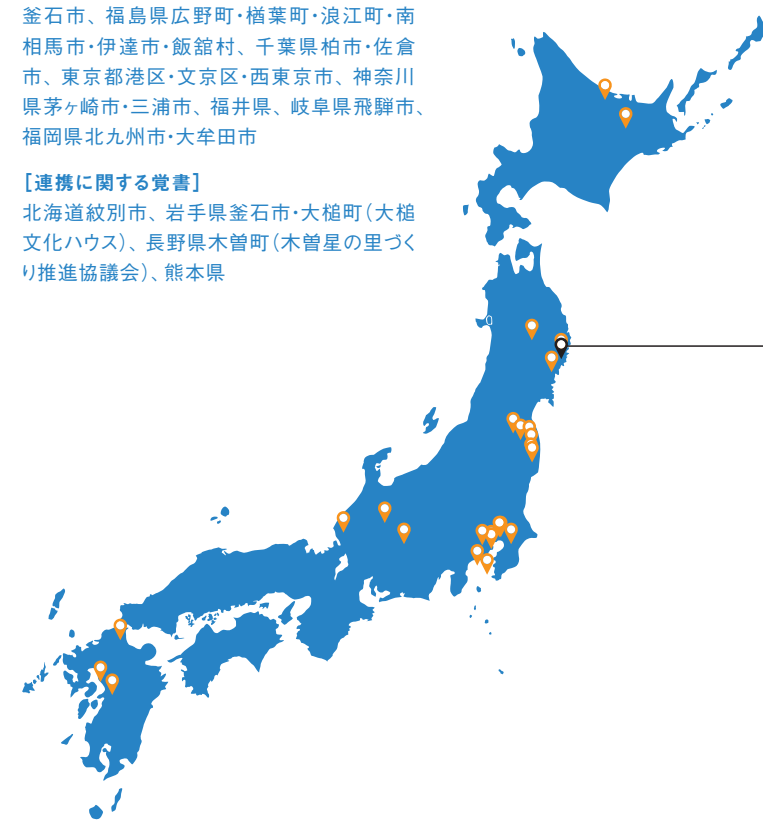 釜石市、福島県広野町・楢葉町・浪江町・南
相馬市・伊達市・飯舘村、千葉県柏市・佐倉
市、東京都港区・文京区・西東京市、神奈川
県茅ヶ崎市・三浦市、福井県、岐阜県飛騨市、
福岡県北九州市・大牟田市
［連携に関する覚書］
北海道紋別市、岩手県釜石市・大槌町（大槌
文化ハウス）、長野県木曽町（木曽星の里づく
り推進協議会）、熊本県